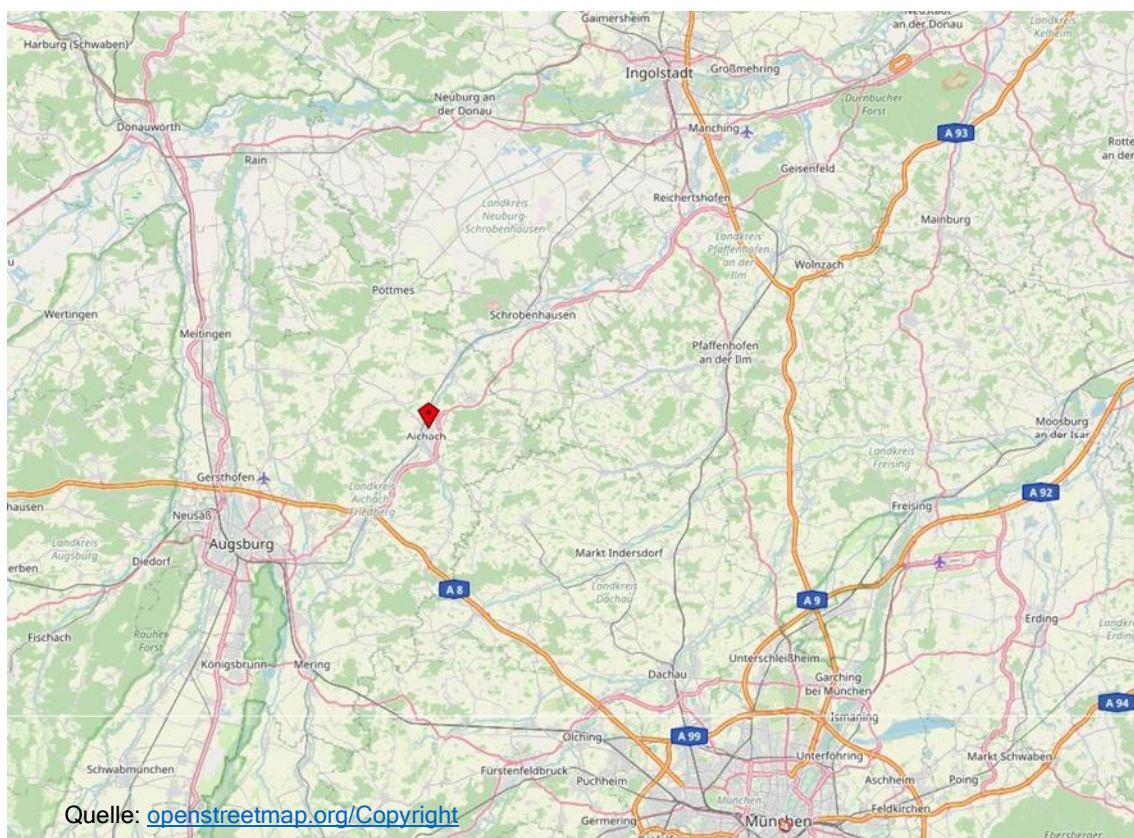 Gaimersheim
Neustadt
an der Donau
Landkreis
Kelheim
Harburg (Schwaben)
Ingolstadt
Großmehring
Neuburg an
der Donau
Dürnbucher
Forst
Donauwörth
Manching
A 93
Rain
Geisenfeld
Reichertshofen
Landkreis
Neuburg-
Schrobenhausen
Mainburg
Landkreis
Pfaffenhofen
an der
Ilm
Wolnzach
Pöttmes
Wertingen
Schrobenhausen
Meitingen
Pfaffenhofen
an der Ilm
Aichach
Moosburg
an der Isar
Landkreis
Freising
Gersthofen
Landkreis
Aichach
Friedberg
A 92
Freising
hausen
Neusäß
Augsburg
Landkreis
Augsburg
Diedorf
Markt Indersdorf
erben
Landkreis
Dachau
A 8
A 9
Erding
Landkr
Erding
Fischach
Rauher
Forst
Königsbrunn
Mering
Unterschleißheim
Dachau
Garching
bei München
A 94
Ismaning
A 99
Olching
Unterföhring
Markt Schwaben
Schwabmünchen
Fürstenfeldbruck
Puchheim
Aschheim
Poing
München
Feldkirchen
Quelle: openstreetmap.org/Copyright
Germering
München
Ebersberger